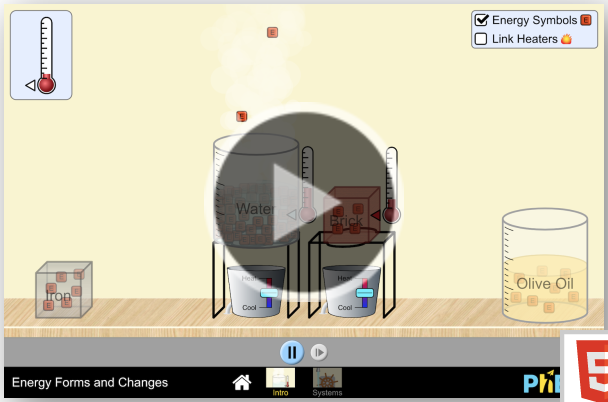 Energy Symbols E
Link Heaters
E
E
Water
Brick
Iron
Heat
Cool
Heat
Cool
Olive Oil
Energy Forms and Changes
Intro
Systems
PhE
5